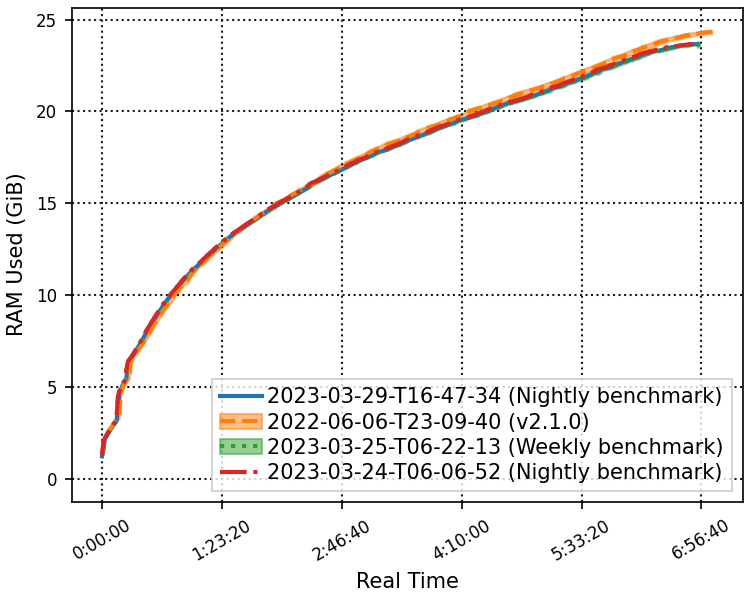 25
20
15
10
5
0
RAM Used (GiB)
2023-03-29-T16-47-34 (Nightly benchmark)
2022-06-06-T23-09-40 (v2.1.0)
2023-03-25-T06-22-13 (Weekly benchmark)
2023-03-24-T06-06-52 (Nightly benchmark)
0:00:00
1:23:20
2:46:40
4:10:00
5:33:20
6:56:40
Real Time